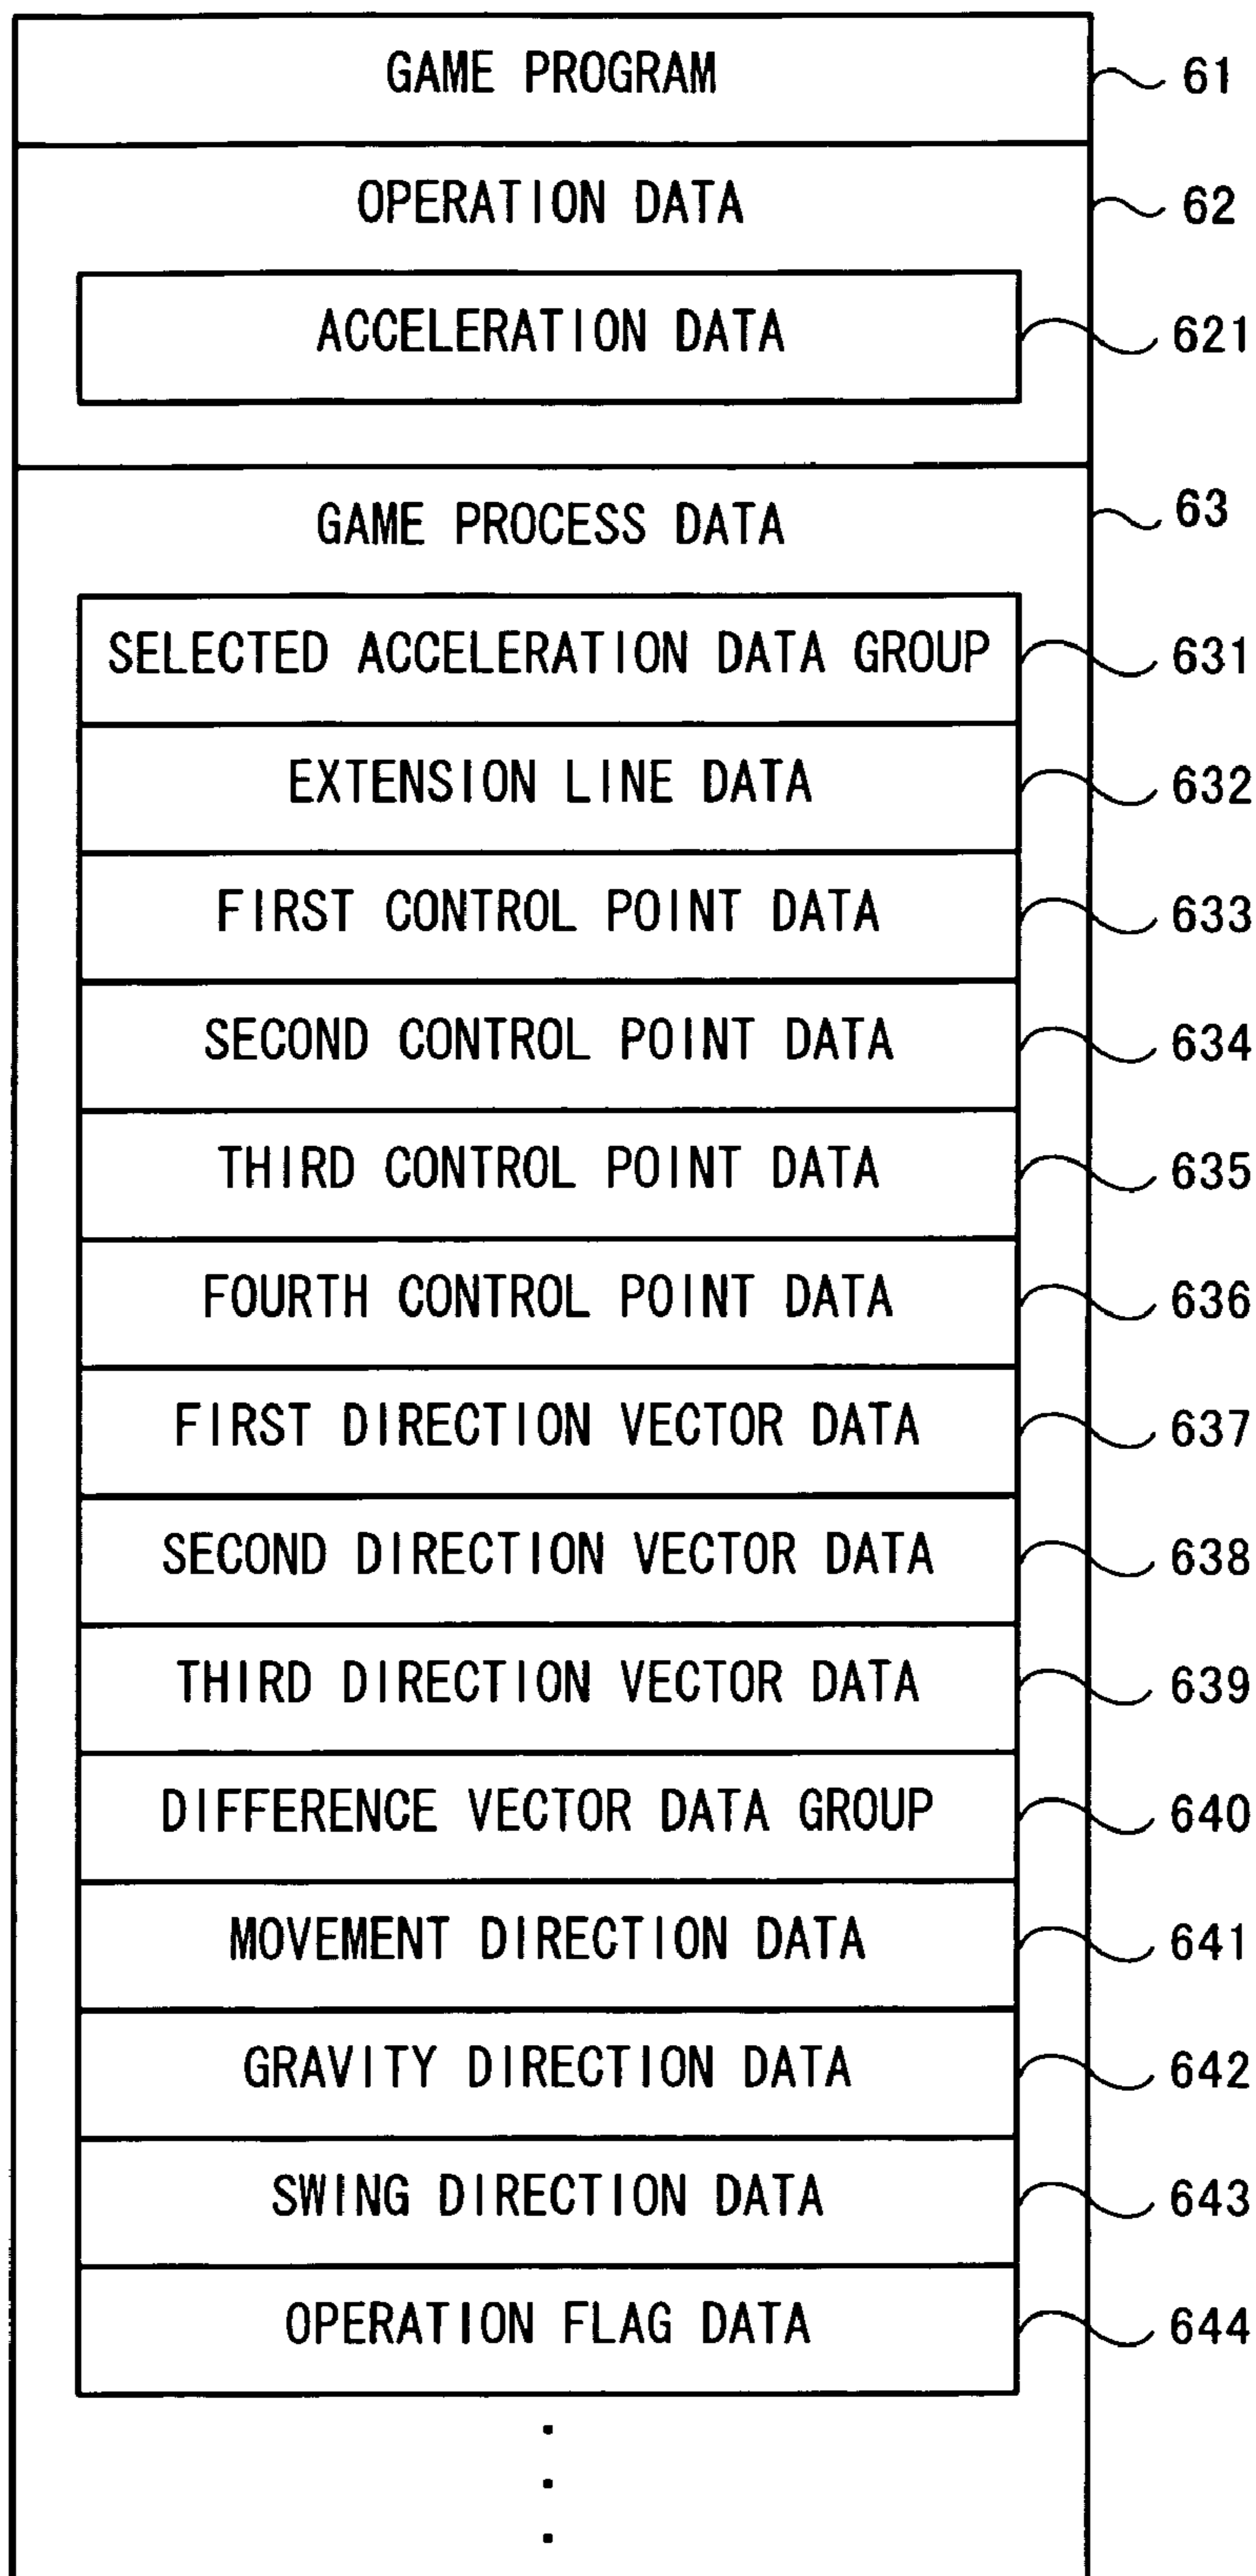 GAME PROGRAM 61
OPERATION DATA 62
ACCELERATION DATA 621
GAME PROCESS DATA 63
SELECTED ACCELERATION DATA GROUP 631
EXTENSION LINE DATA 632
FIRST CONTROL POINT DATA 633
SECOND CONTROL POINT DATA 634
THIRD CONTROL POINT DATA 635
FOURTH CONTROL POINT DATA 636
FIRST DIRECTION VECTOR DATA 637
SECOND DIRECTION VECTOR DATA 638
THIRD DIRECTION VECTOR DATA 639
DIFFERENCE VECTOR DATA GROUP 640
MOVEMENT DIRECTION DATA 641
GRAVITY DIRECTION DATA 642
SWING DIRECTION DATA 643
OPERATION FLAG DATA 644